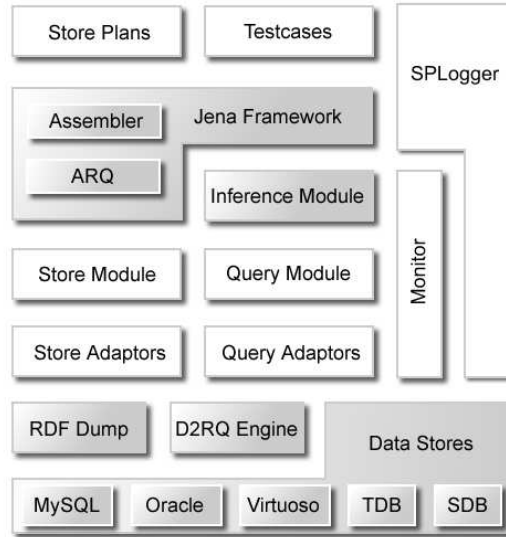 Store Plans
Testcases
SPLogger
Assembler
Jena Framework
ARQ
Inference Module
Store Module
Query Module
Monitor
Store Adaptors
Query Adaptors
RDF Dump
D2RQ Engine
Data Stores
MySQL
Oracle
Virtuoso
TDB
SDB